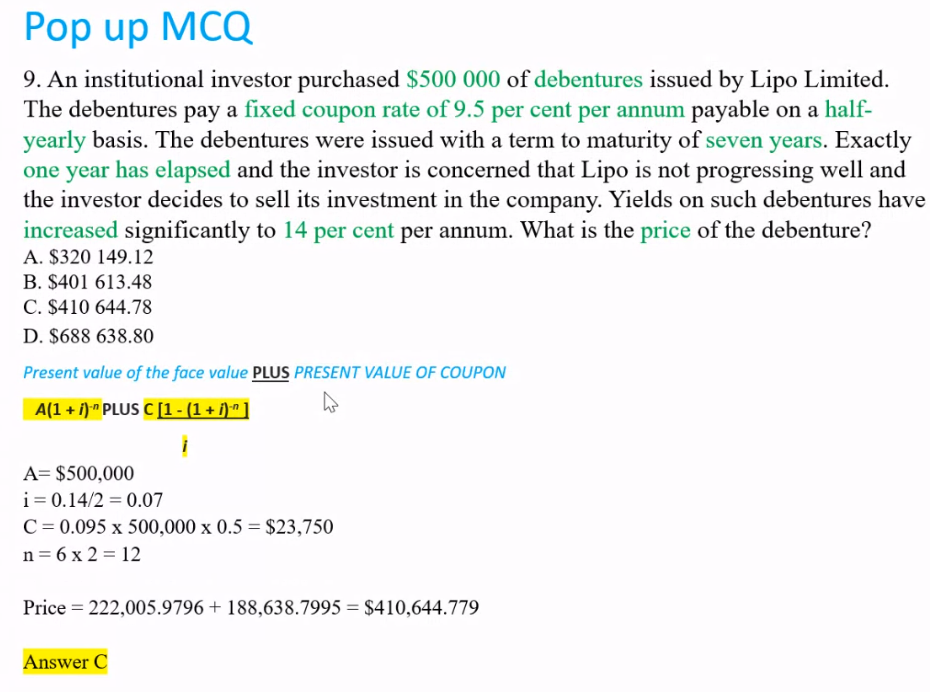 Pop up MCQ
9. An institutional investor purchased $500 000 of debentures issued by Lipo Limited.
The debentures pay a fixed coupon rate of 9.5 per cent per annum payable on a half-
yearly basis. The debentures were issued with a term to maturity of seven years. Exactly
one year has elapsed and the investor is concerned that Lipo is not progressing well and
the investor decides to sell its investment in the company. Yields on such debentures have
increased significantly to 14 per cent per annum. What is the price of the debenture?
A. $320 149.12
B. $401 613.48
C. $410 644.78
D. $688 638.80
Present value of the face value PLUS PRESENT VALUE OF COUPON
A(1 + i)⁻ⁿ PLUS C [1 - (1 + i)⁻ⁿ ]
i
A= $500,000
i = 0.14/2 = 0.07
C = 0.095 x 500,000 x 0.5 = $23,750
n = 6 x 2 = 12
Price = 222,005.9796 + 188,638.7995 = $410,644.779
Answer C